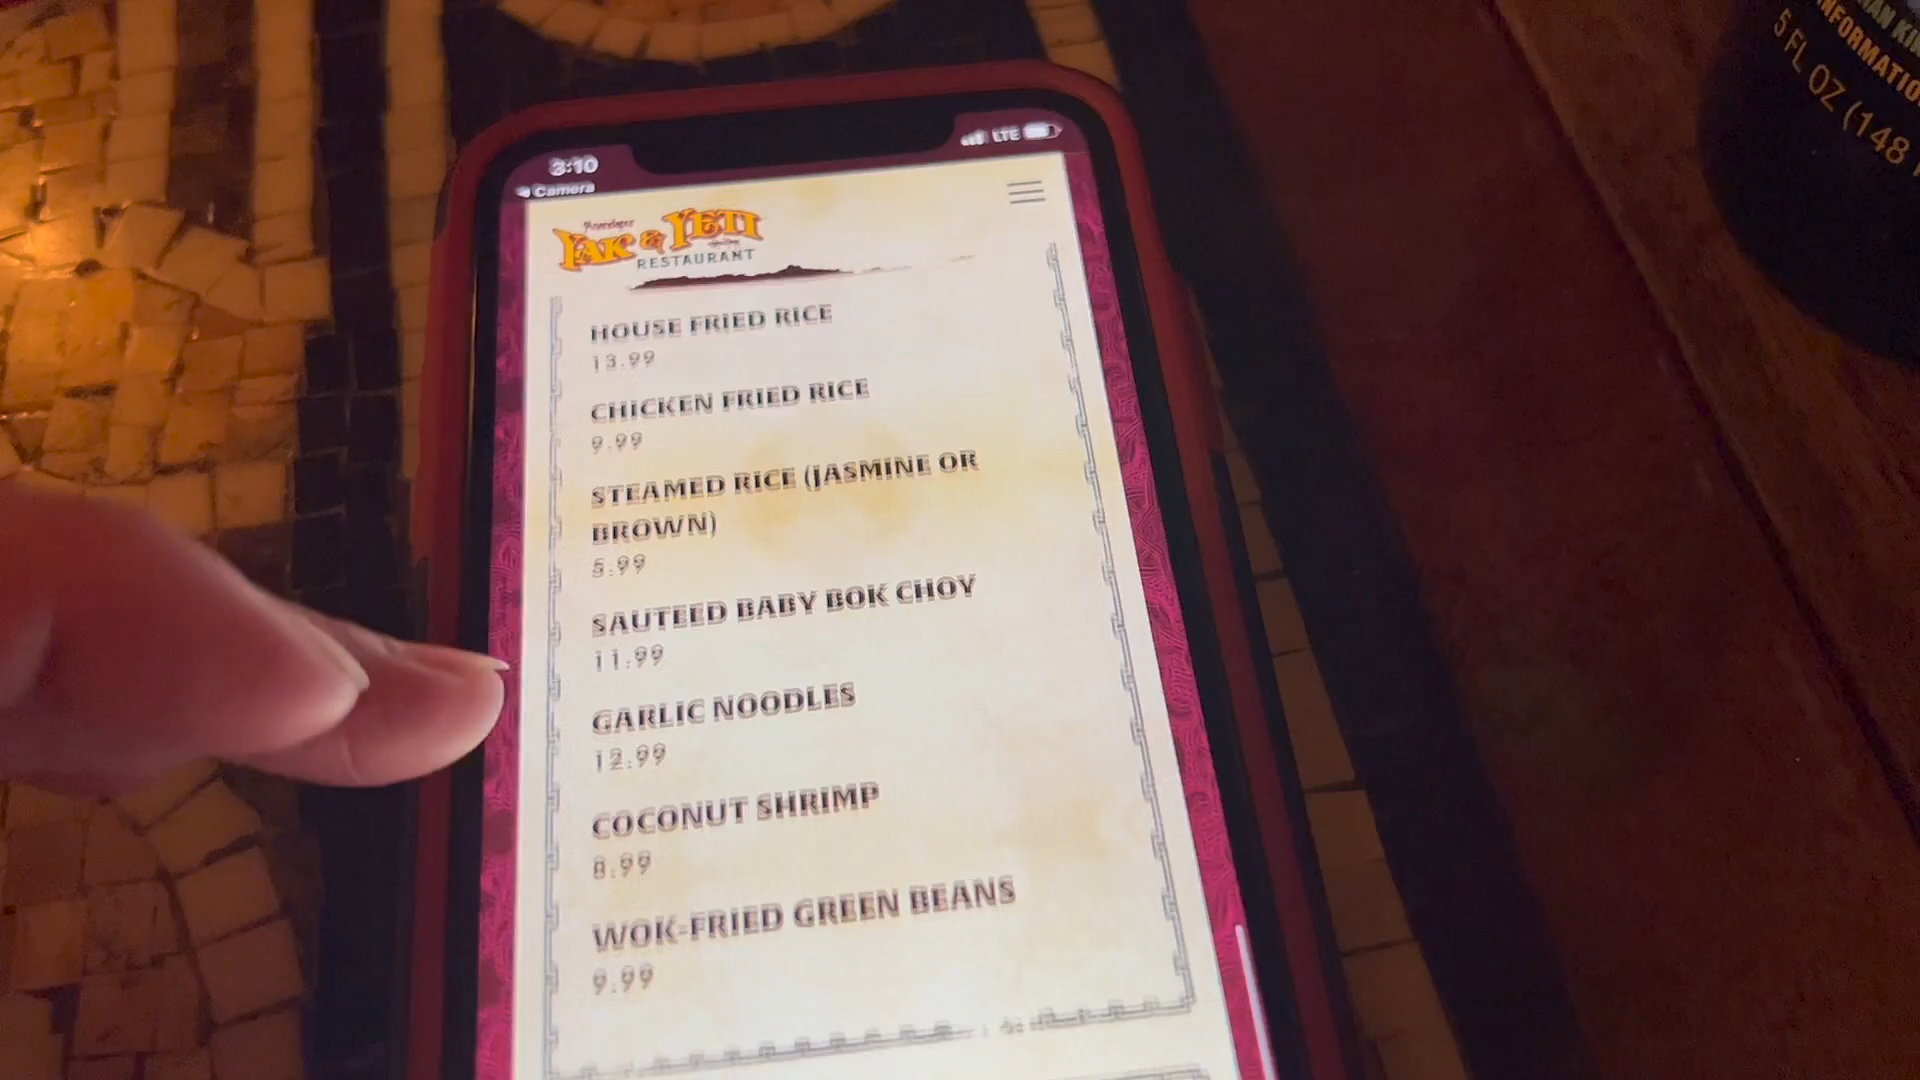 3:10
LTE
Camera
YAK & YETI
RESTAURANT
HOUSE FRIED RICE
13.99
CHICKEN FRIED RICE
9.99
STEAMED RICE (JASMINE OR
BROWN)
5.99
SAUTEED BABY BOK CHOY
11.99
GARLIC NOODLES
12.99
COCONUT SHRIMP
8.99
WOK-FRIED GREEN BEANS
9.99
5 FL OZ (148